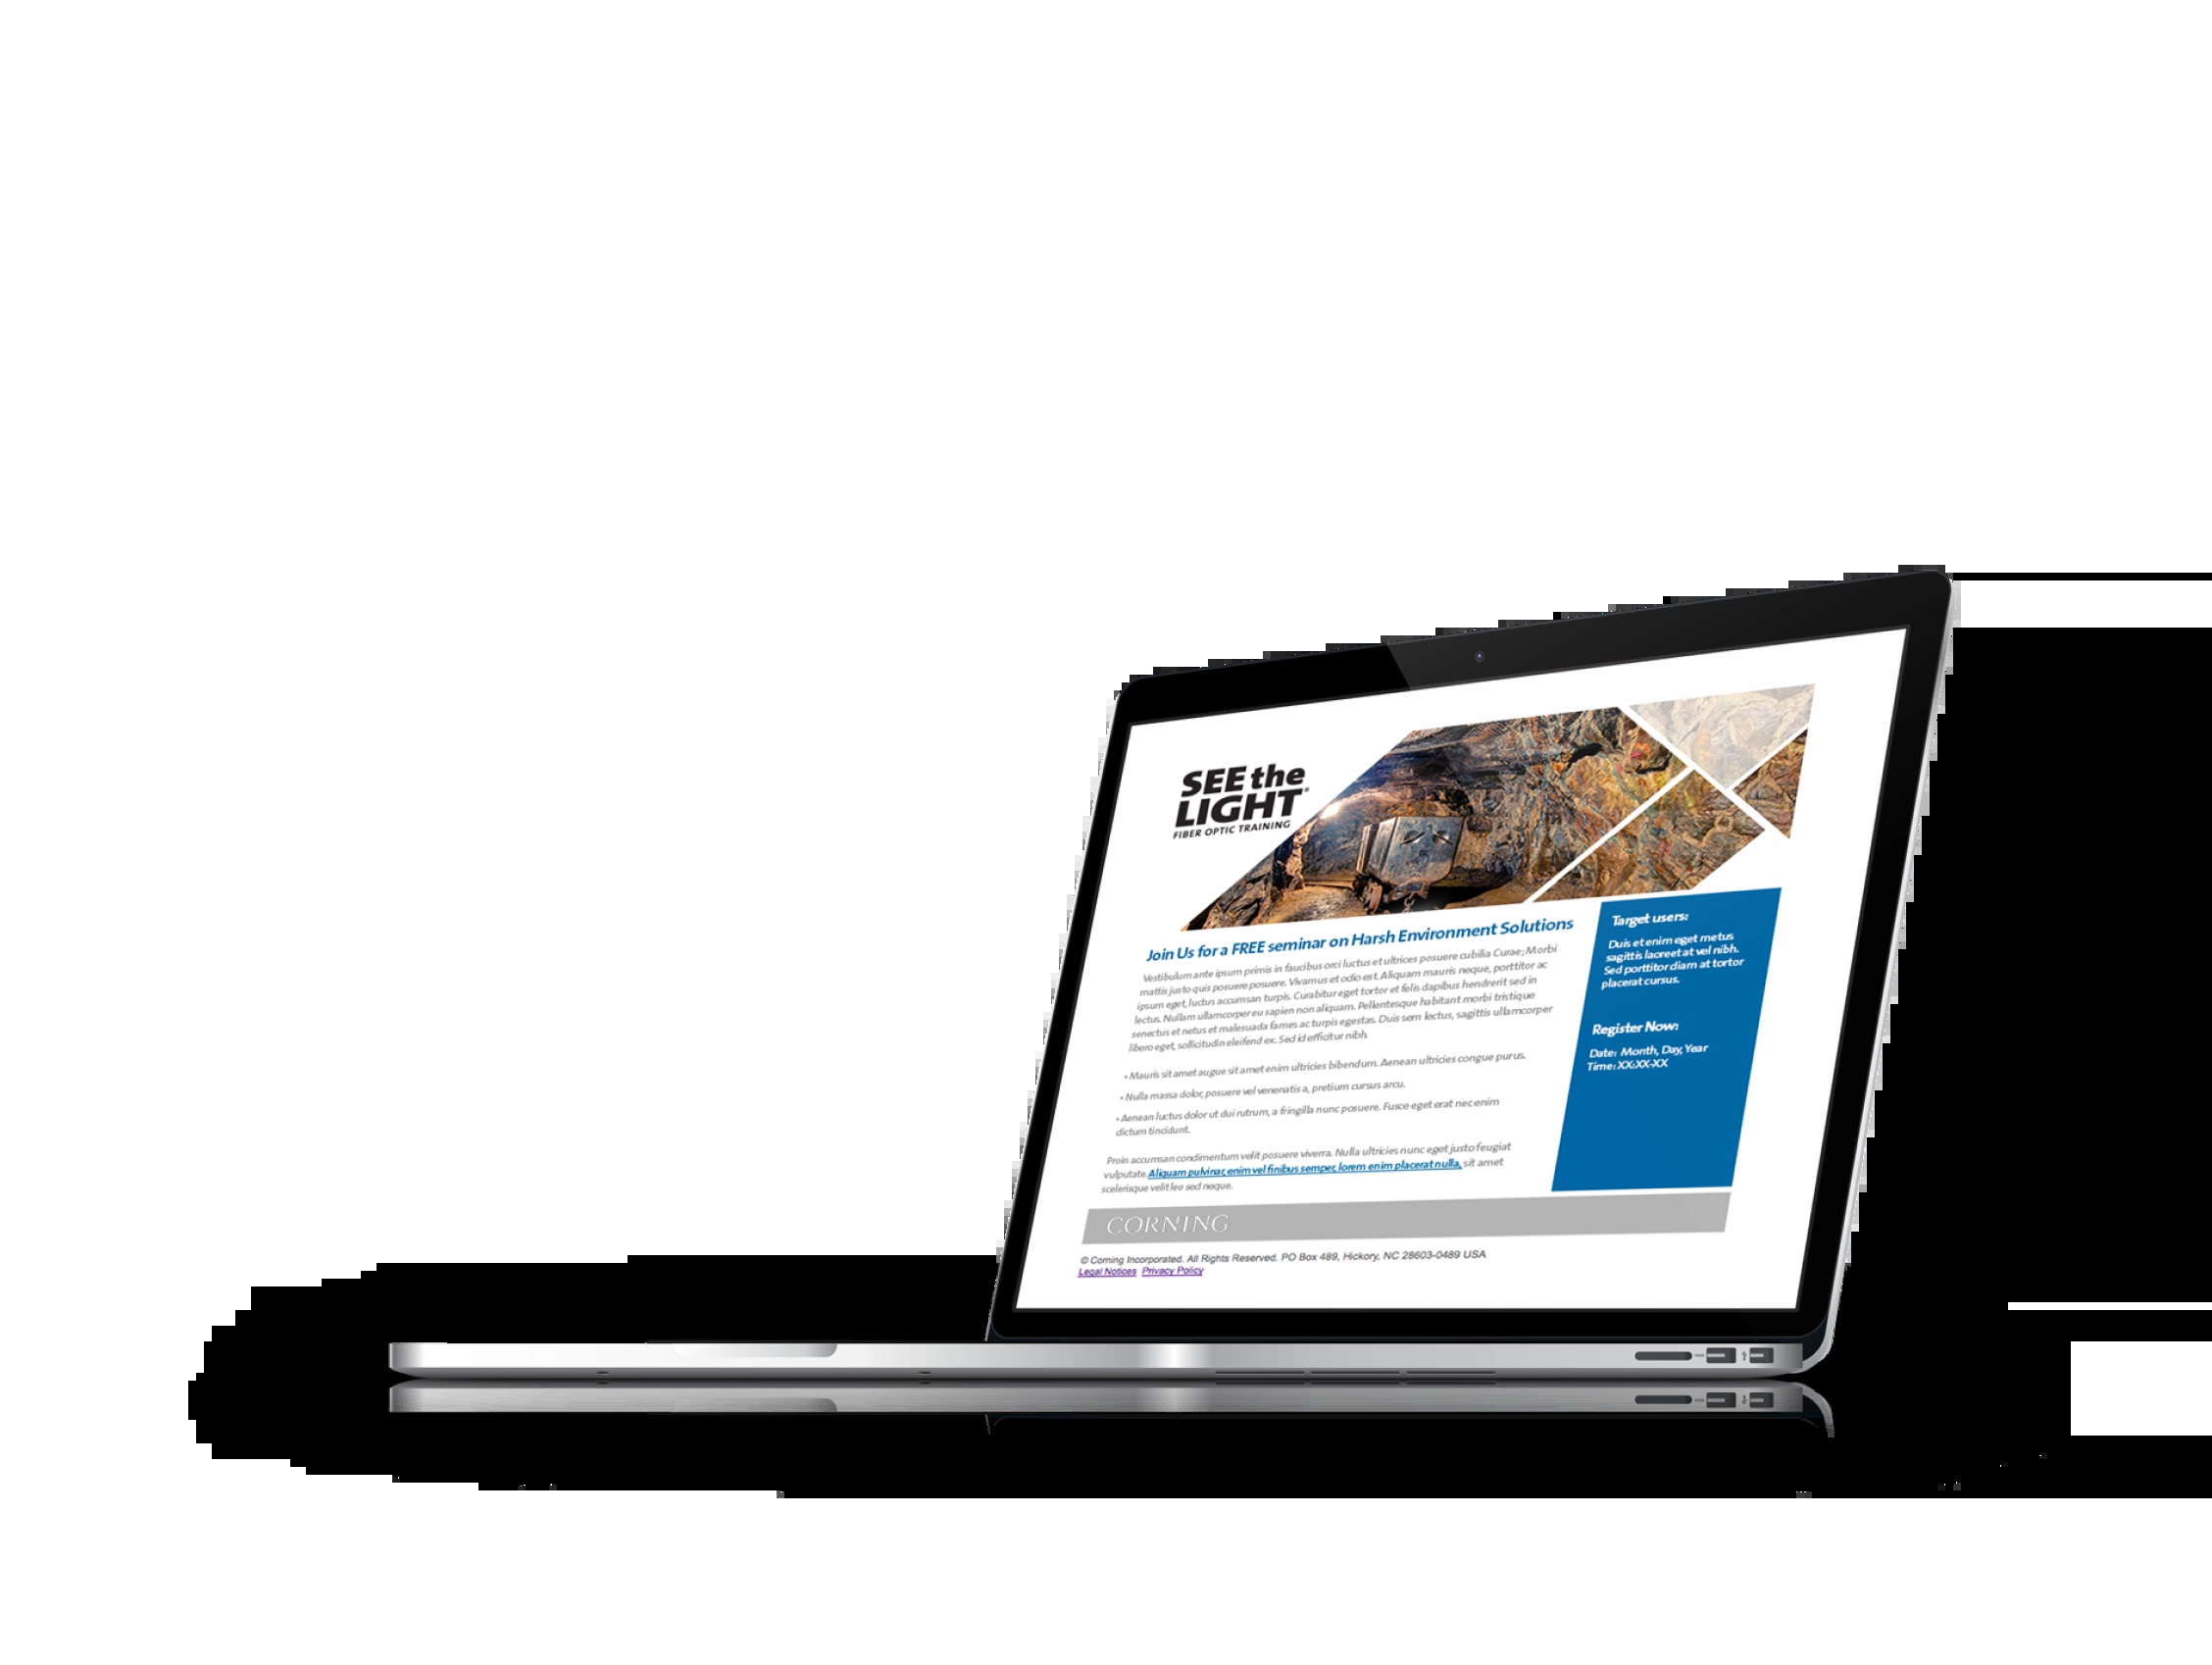 SEE the
LIGHT®
FIBER OPTIC TRAINING
Join Us for a FREE seminar on Harsh Environment Solutions
Vestibulum ante ipsum primis in faucibus orci luctus et ultrices posuere cubilia Curae; Morbi
mattis justo quis posuere posuere. Vivamus et odio est. Aliquam mauris neque, porttitor ac
ipsum eget, luctus accumsan turpis. Curabitur eget tortor et felis dapibus hendrerit sed in
lectus. Nullam ullamcorper eu sapien non aliquam. Pellentesque habitant morbi tristique
senectus et netus et malesuada fames ac turpis egestas. Duis sem lectus, sagittis ullamcorper
libero eget, sollicitudin eleifend ex. Sed id efficitur nibh.
• Mauris sit amet augue sit amet enim ultricies bibendum. Aenean ultricies congue purus.
• Nulla massa dolor, posuere vel venenatis a, pretium cursus arcu.
• Aenean luctus dolor ut dui rutrum, a fringilla nunc posuere. Fusce eget erat nec enim
dictum tincidunt.
Proin accumsan condimentum velit posuere viverra. Nulla ultricies nunc eget justo feugiat
vulputate. Aliquam pulvinar, enim vel finibus semper, lorem enim placerat nulla, sit amet
scelerisque velit leo sed neque.
Target users:
Duis et enim eget metus
sagittis laoreet at vel nibh.
Sed porttitor diam at tortor
placerat cursus.
Register Now:
Date: Month, Day, Year
Time: XX:XX-XX
CORNING
© Corning Incorporated. All Rights Reserved. PO Box 489, Hickory, NC 28603-0489 USA
Legal Notices Privacy Policy